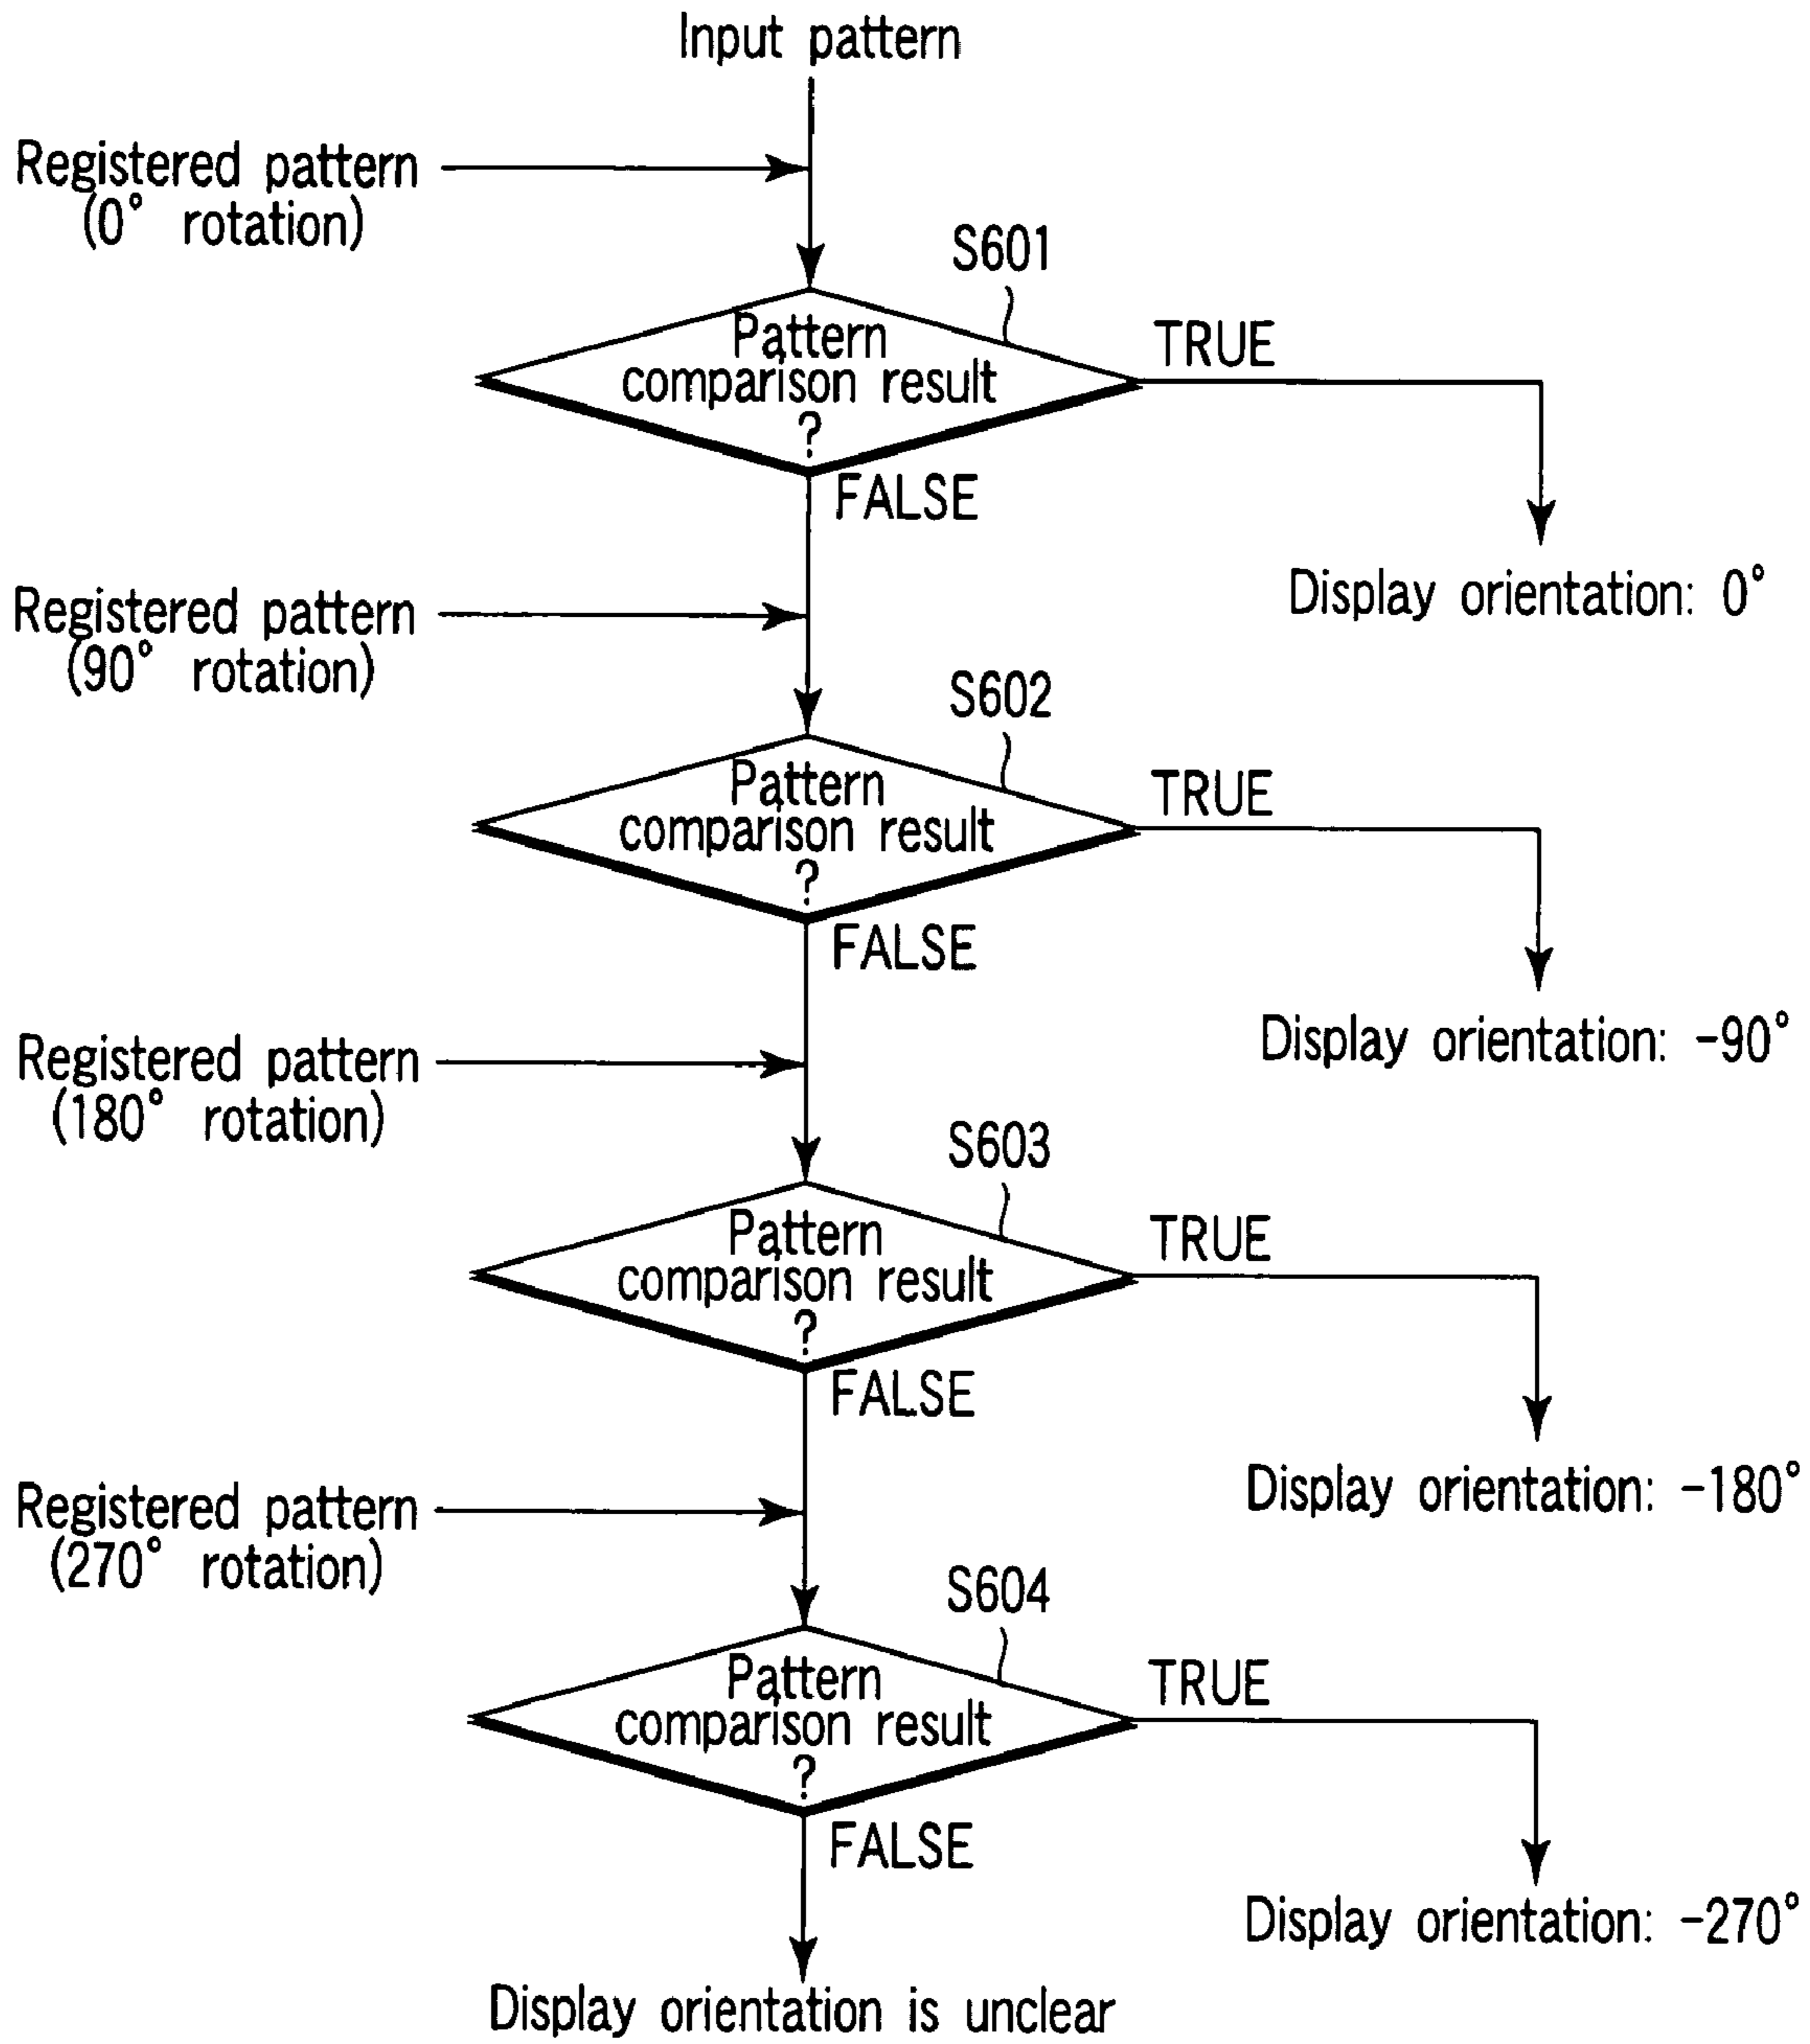 Input pattern
Registered pattern
(0° rotation)
S601
Pattern
comparison result
?
TRUE
FALSE
Display orientation: 0°
Registered pattern
(90° rotation)
S602
Pattern
comparison result
?
TRUE
FALSE
Display orientation: -90°
Registered pattern
(180° rotation)
S603
Pattern
comparison result
?
TRUE
FALSE
Display orientation: -180°
Registered pattern
(270° rotation)
S604
Pattern
comparison result
?
TRUE
FALSE
Display orientation: -270°
Display orientation is unclear